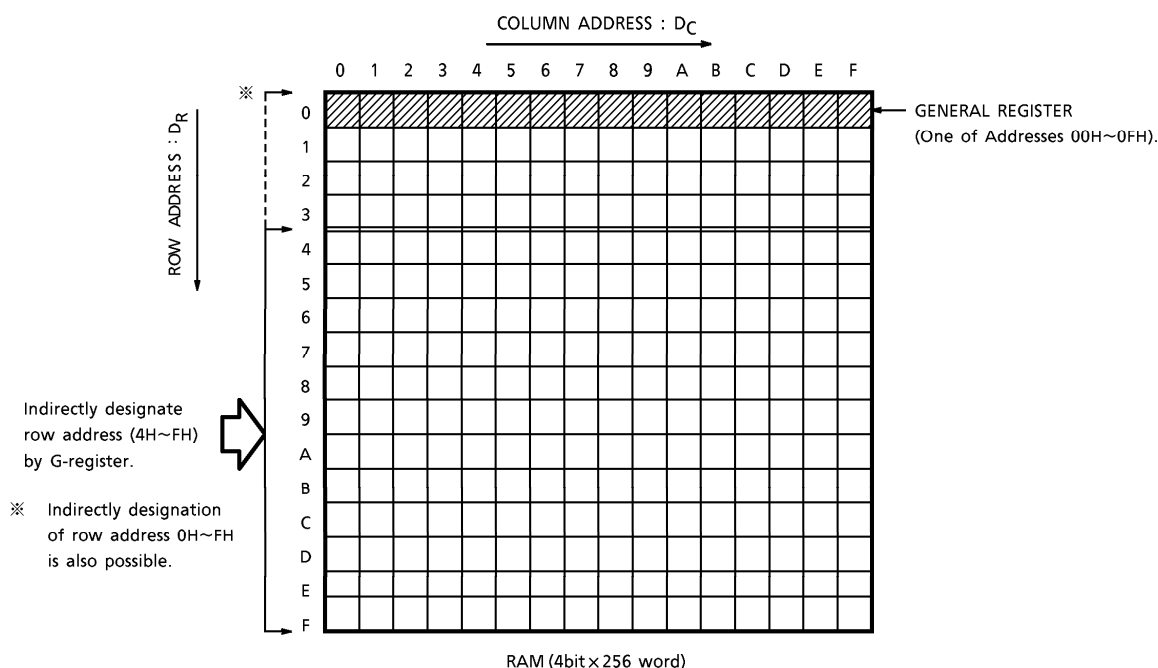 COLUMN ADDRESS : DC
0 1 2 3 4 5 6 7 8 9 A B C D E F
※
ROW ADDRESS : DR
0
1
2
3
4
5
6
7
8
9
A
B
C
D
E
F
GENERAL REGISTER
(One of Addresses 00H~0FH).
Indirectly designate
row address (4H~FH)
by G-register.
※ Indirectly designation
of row address 0H~FH
is also possible.
RAM (4bit×256 word)